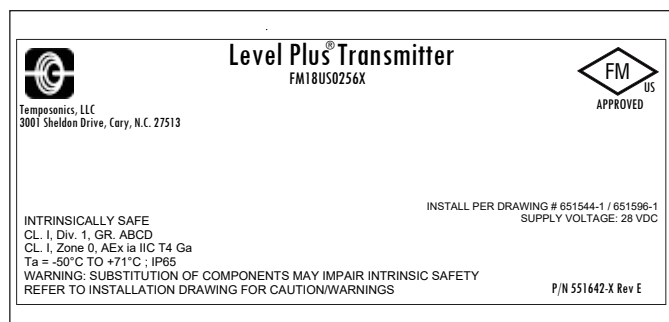 Level Plus® Transmitter
FM18US0256X
FM
US
APPROVED
Temposonics, LLC
3001 Sheldon Drive, Cary, N.C. 27513
INSTALL PER DRAWING # 651544-1 / 651596-1
SUPPLY VOLTAGE: 28 VDC
INTRINSICALLY SAFE
CL. I, Div. 1, GR. ABCD
CL. I, Zone 0, AEx ia IIC T4 Ga
Ta = -50°C TO +71°C ; IP65
WARNING: SUBSTITUTION OF COMPONENTS MAY IMPAIR INTRINSIC SAFETY
REFER TO INSTALLATION DRAWING FOR CAUTION/WARNINGS
P/N 551642-X Rev E